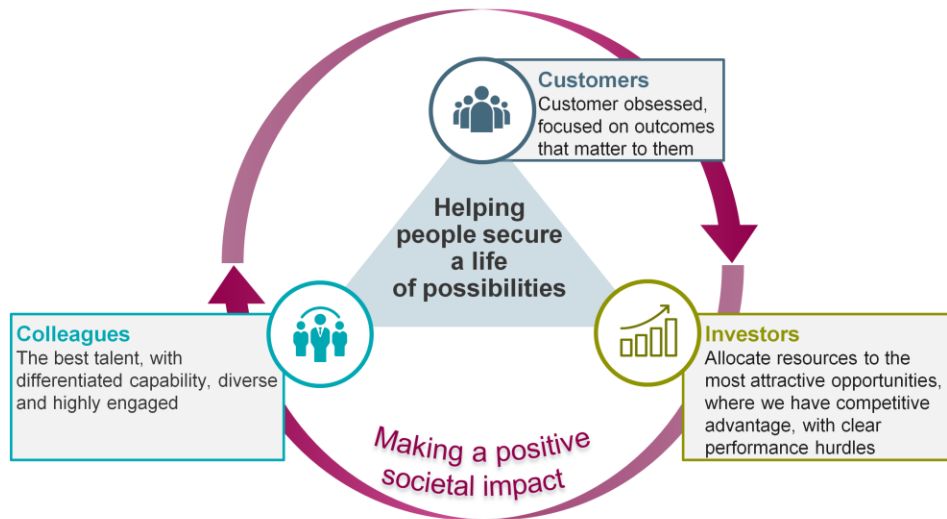 Customers
Customer obsessed,
focused on outcomes
that matter to them
Helping
people secure
a life
of possibilities
Colleagues
The best talent, with
differentiated capability, diverse
and highly engaged
Investors
Allocate resources to the
most attractive opportunities,
where we have competitive
advantage, with clear
performance hurdles
Making a positive
societal impact